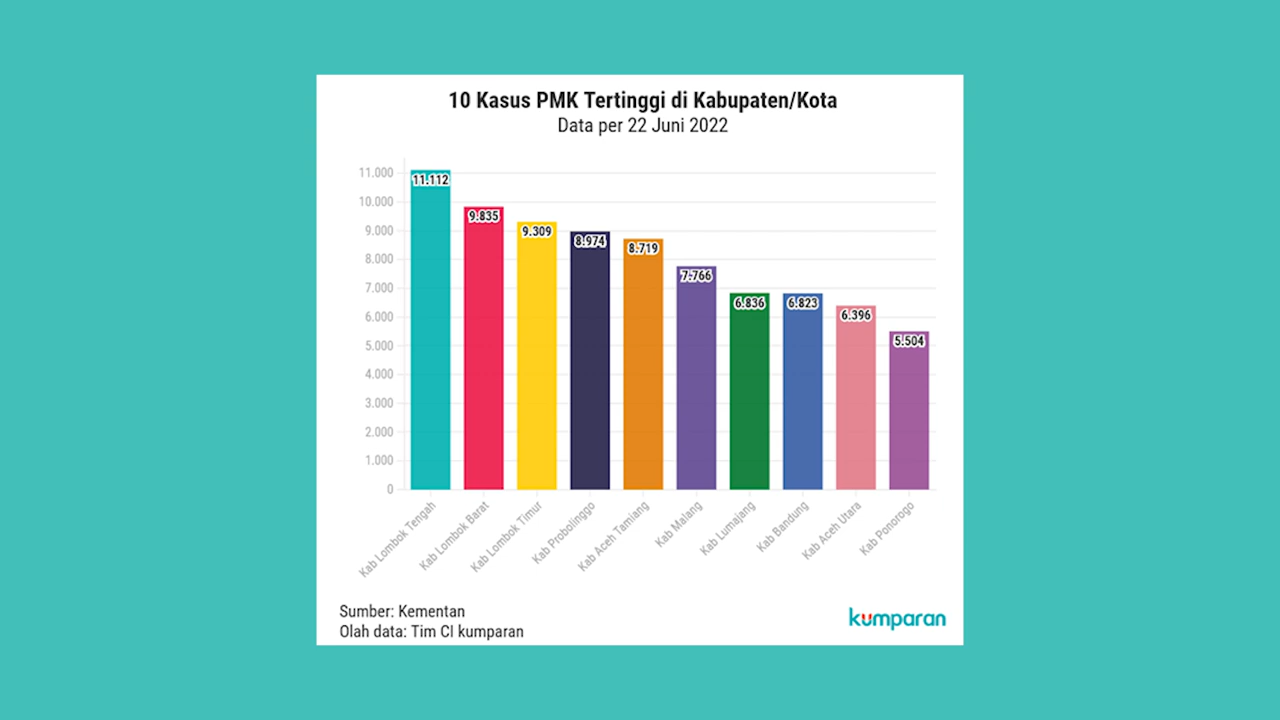 10 Kasus PMK Tertinggi di Kabupaten/Kota
Data per 22 Juni 2022
11.000
10.000
9.000
8.000
7.000
6.000
5.000
4.000
3.000
2.000
1.000
0
11.112
9.835
9.309
8.974
8.719
7.766
6.836
6.823
6.396
5.504
Kab Lombok Tengah
Kab Lombok Barat
Kab Lombok Timur
Kab Probolinggo
Kab Aceh Tamiang
Kab Malang
Kab Lumajang
Kab Bandung
Kab Aceh Utara
Kab Ponorogo
Sumber: Kementan
Olah data: Tim CI kumparan
kumparan